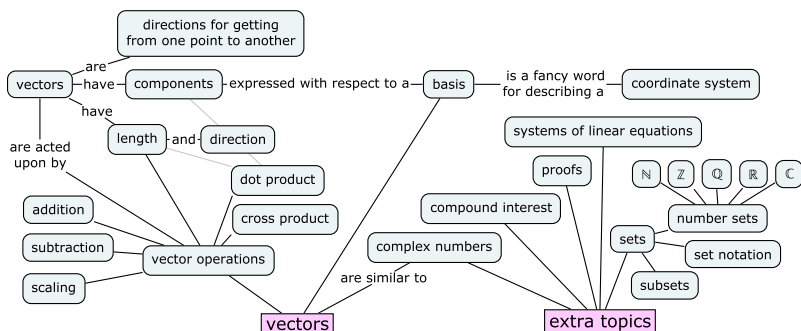 directions for getting
from one point to another
are
vectors
have
components
expressed with respect to a
basis
is a fancy word
for describing a
coordinate system
have
length
and
direction
systems of linear equations
are acted
upon by
dot product
proofs
ℕ
ℤ
ℚ
ℝ
ℂ
addition
cross product
compound interest
number sets
subtraction
vector operations
complex numbers
sets
set notation
scaling
are similar to
subsets
vectors
extra topics